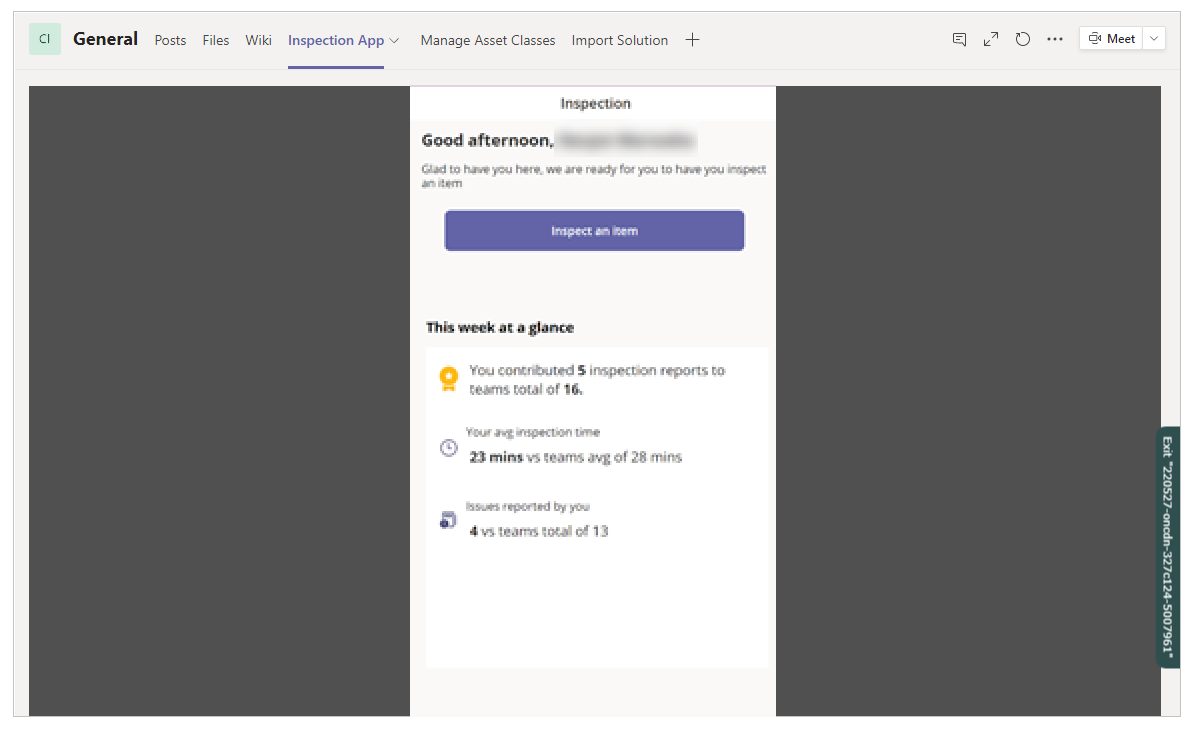 CI General Posts Files Wiki Inspection App Manage Asset Classes Import Solution Meet
Inspection
Good afternoon,
Glad to have you here, we are ready for you to have you inspect
an item
Inspect an item
This week at a glance
You contributed 5 inspection reports to
teams total of 16.
Your avg inspection time
23 mins vs teams avg of 28 mins
Issues reported by you
4 vs teams total of 13
Exit "220527-oncdn-327c124-5007961"